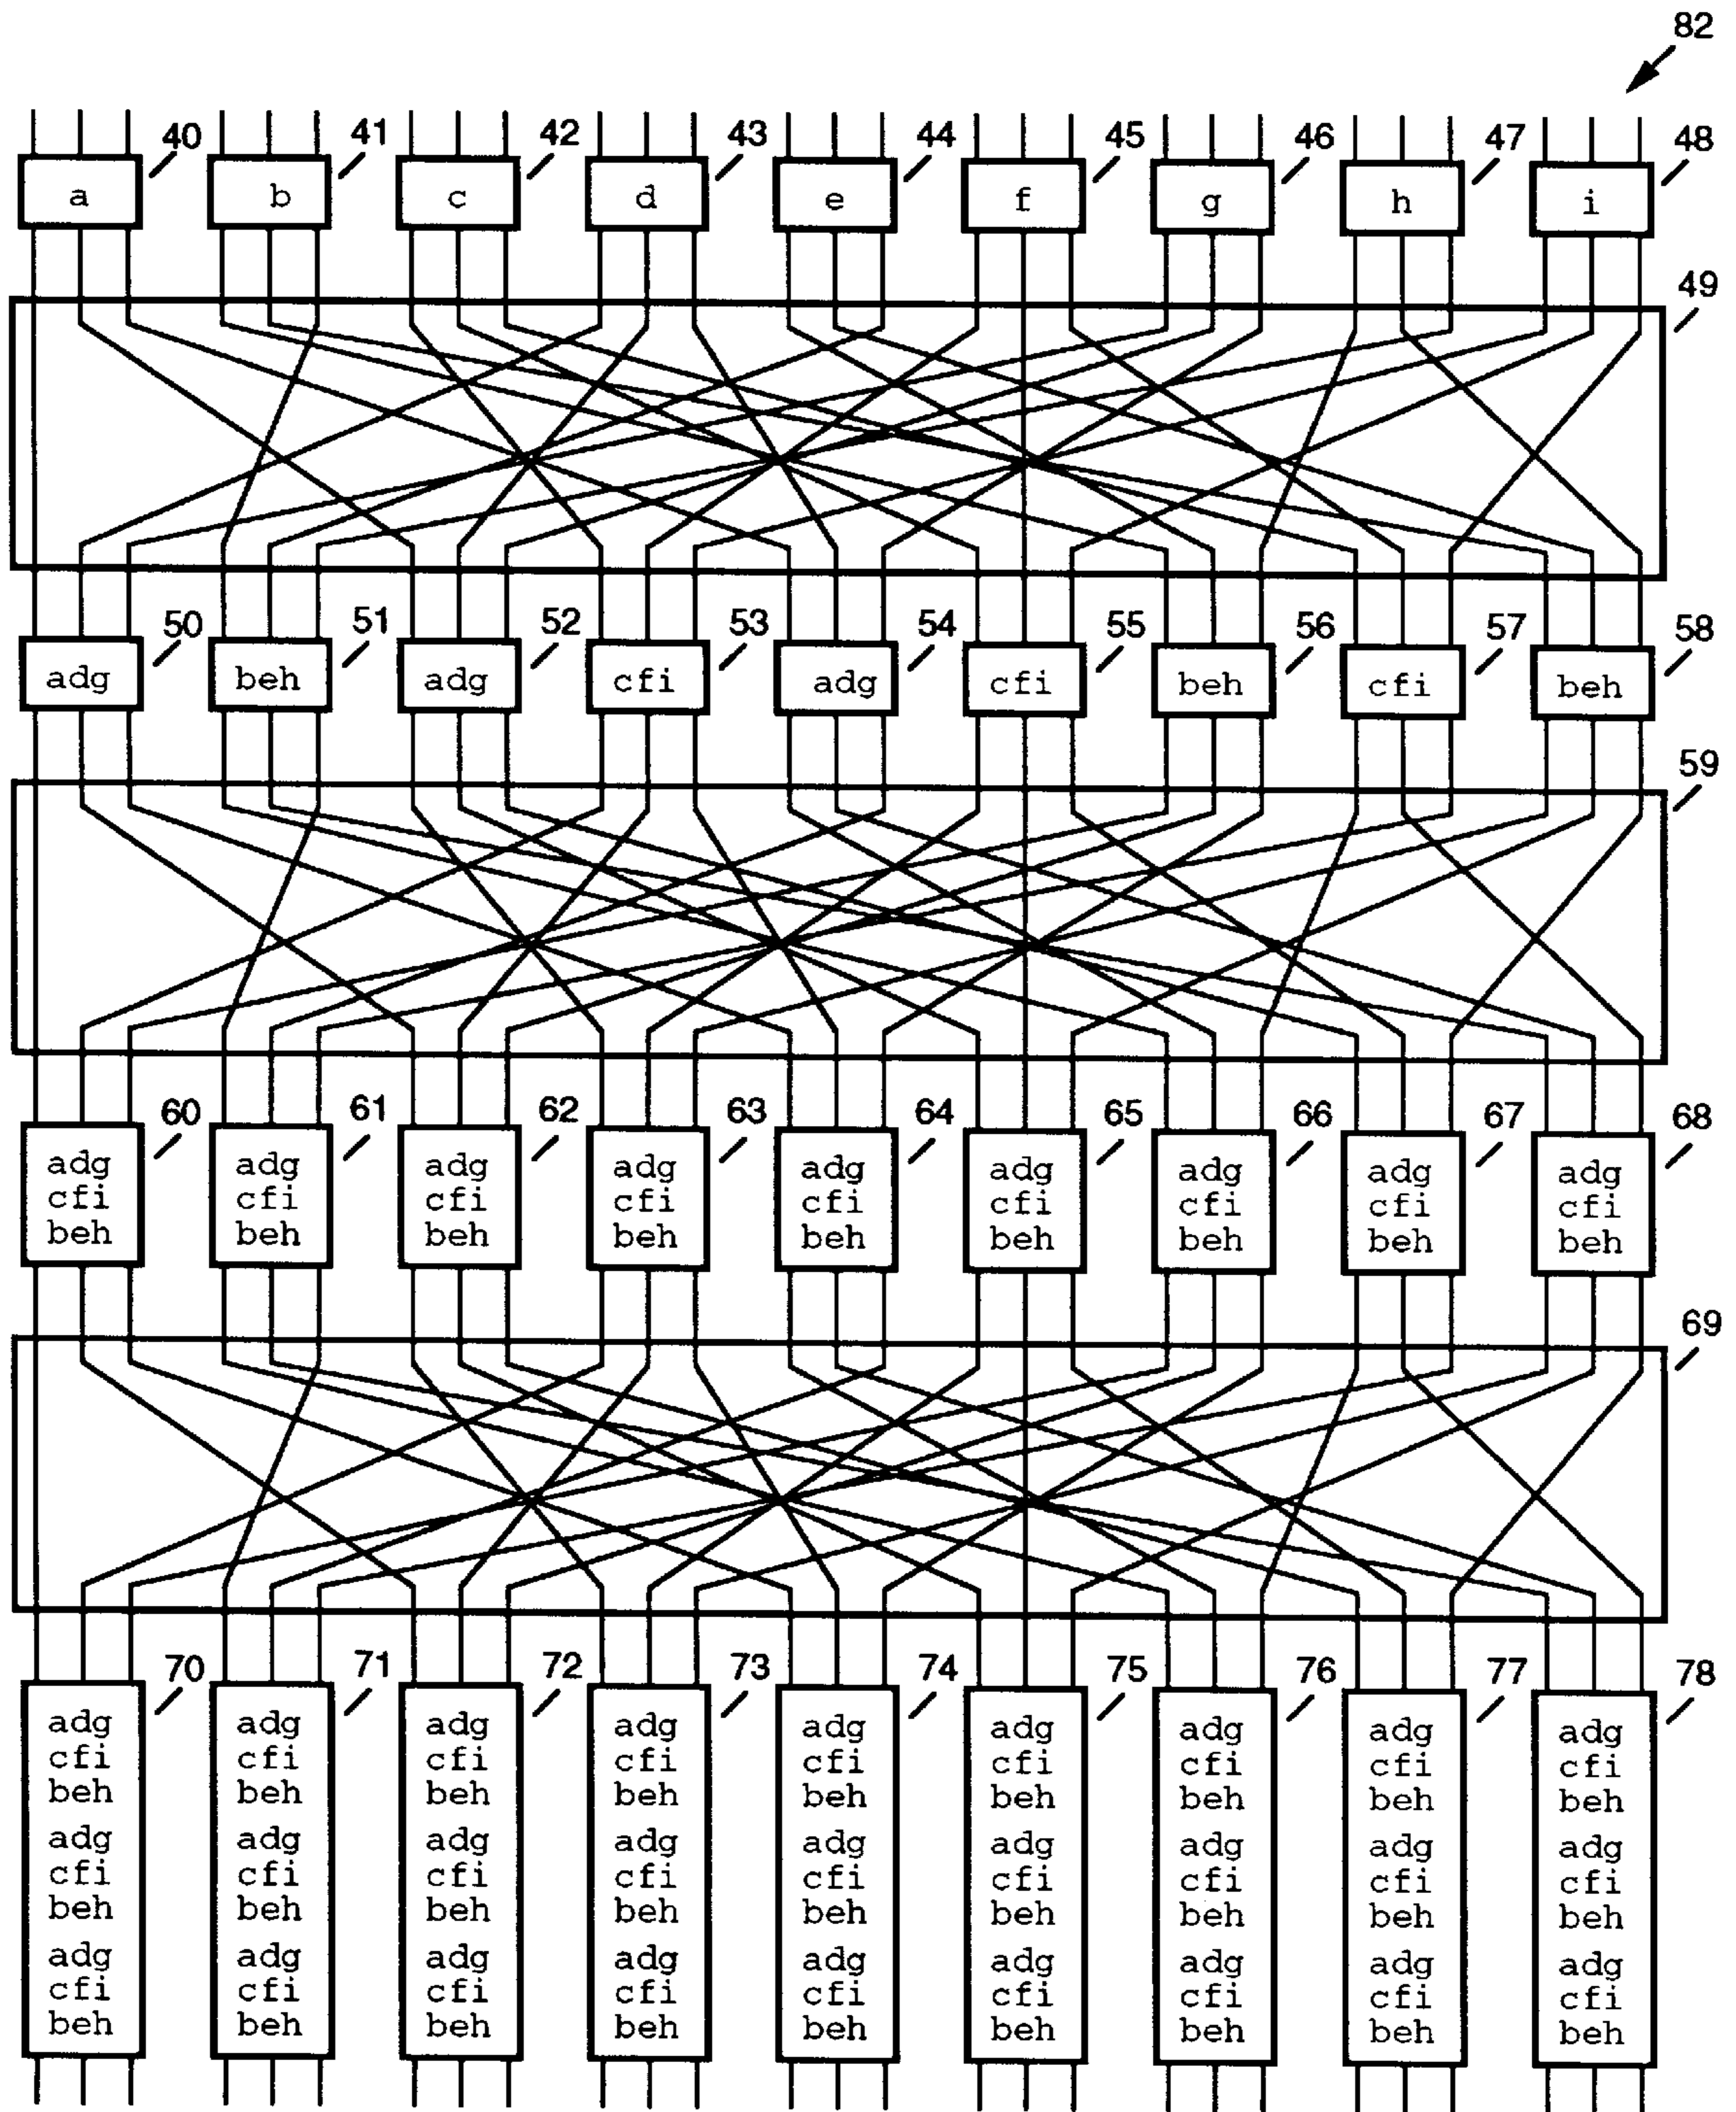 82
40 41 42 43 44 45 46 47 48
a b c d e f g h i
49
50 51 52 53 54 55 56 57 58
adg beh adg cfi adg cfi beh cfi beh
59
60 61 62 63 64 65 66 67 68
adg adg adg adg adg adg adg adg adg
cfi cfi cfi cfi cfi cfi cfi cfi cfi
beh beh beh beh beh beh beh beh beh
69
70 71 72 73 74 75 76 77 78
adg adg adg adg adg adg adg adg adg
cfi cfi cfi cfi cfi cfi cfi cfi cfi
beh beh beh beh beh beh beh beh beh
adg adg adg adg adg adg adg adg adg
cfi cfi cfi cfi cfi cfi cfi cfi cfi
beh beh beh beh beh beh beh beh beh
adg adg adg adg adg adg adg adg adg
cfi cfi cfi cfi cfi cfi cfi cfi cfi
beh beh beh beh beh beh beh beh beh